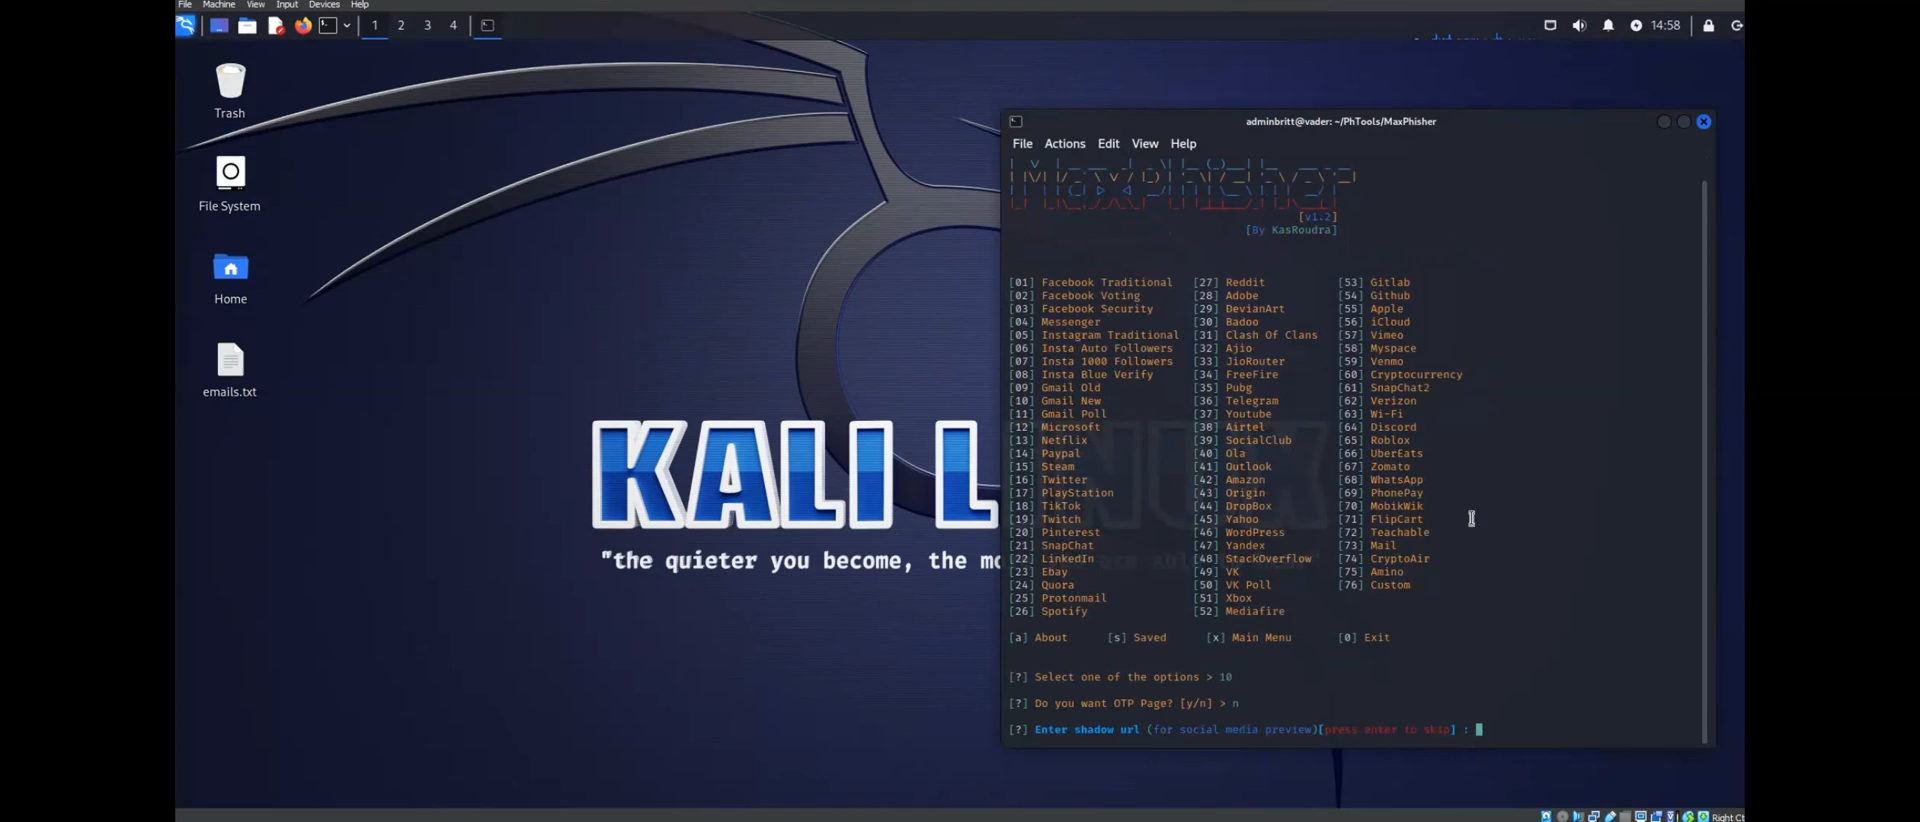 File Machine View Input Devices Help
1 2 3 4 14:58
Trash
File System
Home
emails.txt
KALI L
"the quieter you become, the mo
adminbritt@vader: ~/PhTools/MaxPhisher
File Actions Edit View Help
MaxPhisher
[v1.2]
[By KasRoudra]
[01] Facebook Traditional [27] Reddit [53] Gitlab
[02] Facebook Voting [28] Adobe [54] Github
[03] Facebook Security [29] DevianArt [55] Apple
[04] Messenger [30] Badoo [56] iCloud
[05] Instagram Traditional [31] Clash Of Clans [57] Vimeo
[06] Insta Auto Followers [32] Ajio [58] Myspace
[07] Insta 1000 Followers [33] JioRouter [59] Venmo
[08] Insta Blue Verify [34] FreeFire [60] Cryptocurrency
[09] Gmail Old [35] Pubg [61] SnapChat2
[10] Gmail New [36] Telegram [62] Verizon
[11] Gmail Poll [37] Youtube [63] Wi-Fi
[12] Microsoft [38] Airtel [64] Discord
[13] Netflix [39] SocialClub [65] Roblox
[14] Paypal [40] Ola [66] UberEats
[15] Steam [41] Outlook [67] Zomato
[16] Twitter [42] Amazon [68] WhatsApp
[17] PlayStation [43] Origin [69] PhonePay
[18] TikTok [44] DropBox [70] MobikWik
[19] Twitch [45] Yahoo [71] FlipCart
[20] Pinterest [46] WordPress [72] Teachable
[21] SnapChat [47] Yandex [73] Mail
[22] LinkedIn [48] StackOverflow [74] CryptoAir
[23] Ebay [49] VK [75] Amino
[24] Quora [50] VK Poll [76] Custom
[25] Protonmail [51] Xbox
[26] Spotify [52] Mediafire
[a] About [s] Saved [x] Main Menu [0] Exit
[?] Select one of the options > 10
[?] Do you want OTP Page? [y/n] > n
[?] Enter shadow url (for social media preview)[press enter to skip] :
Right Ct